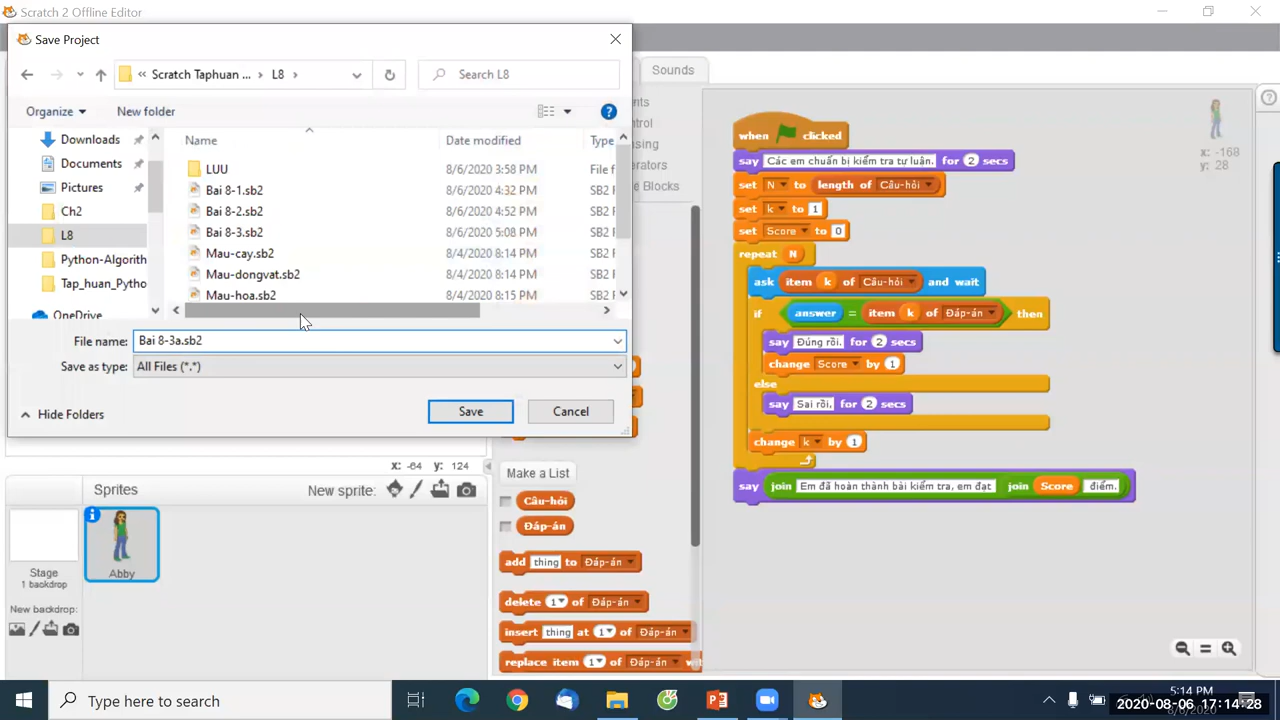 Scratch 2 Offline Editor
Save Project
« Scratch Taphuan ... › L8 ›
Search L8
Organize
New folder
Name
Date modified
Type
Downloads
Documents
Pictures
Ch2
L8
Python-Algorith
Tap_huan_Pytho
OneDrive
LUU 8/6/2020 3:58 PM File f
Bai 8-1.sb2 8/6/2020 4:32 PM SB2 F
Bai 8-2.sb2 8/6/2020 4:52 PM SB2 F
Bai 8-3.sb2 8/6/2020 5:08 PM SB2 F
Mau-cay.sb2 8/4/2020 8:14 PM SB2 F
Mau-dongvat.sb2 8/4/2020 8:14 PM SB2 F
Mau-hoa.sb2 8/4/2020 8:15 PM SB2 F
File name: Bai 8-3a.sb2
Save as type: All Files (*.*)
Hide Folders
Save
Cancel
Sounds
x: -168
y: 28
when clicked
say Các em chuẩn bị kiểm tra tự luận. for 2 secs
set N to length of Câu-hỏi
set k to 1
set Score to 0
repeat N
ask item k of Câu-hỏi and wait
if answer = item k of Đáp-án then
say Đúng rồi. for 2 secs
change Score by 1
else
say Sai rồi. for 2 secs
change k by 1
say join Em đã hoàn thành bài kiểm tra, em đạt join Score điểm.
x: -64 y: 124
Sprites
New sprite:
Stage
1 backdrop
New backdrop:
Abby
Make a List
Câu-hỏi
Đáp-án
add thing to Đáp-án
delete 1 of Đáp-án
insert thing at 1 of Đáp-án
replace item 1 of Đáp-án
Type here to search
5:14 PM
2020-08-06 17:14:28